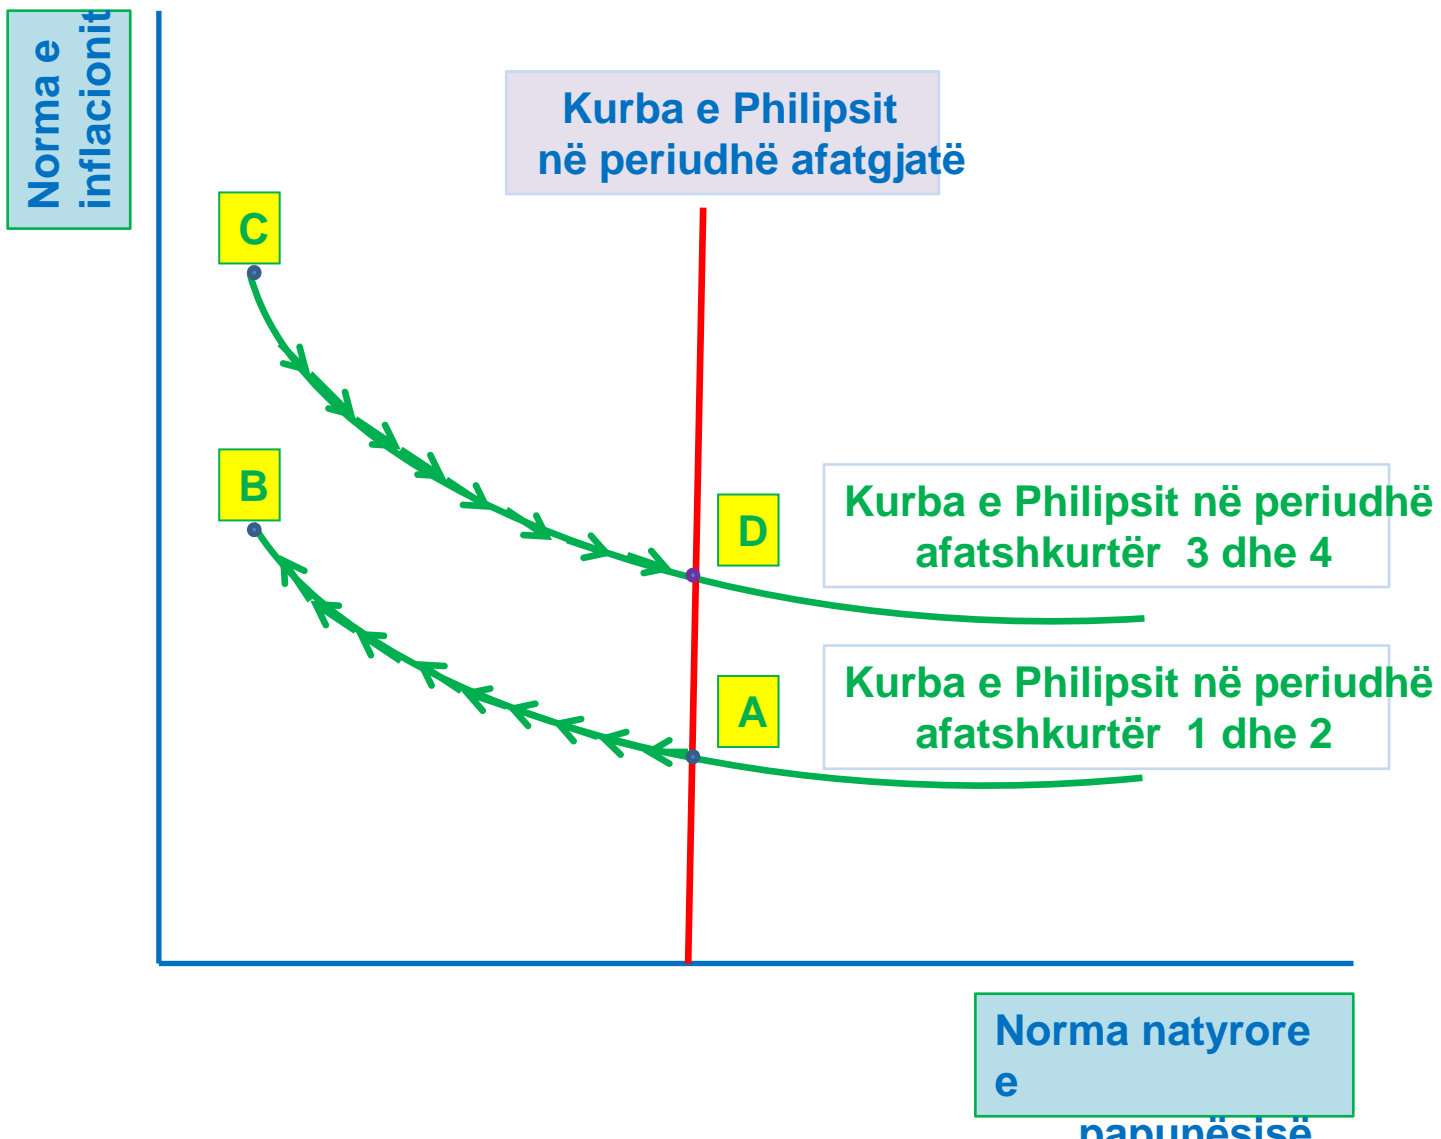 Norma e
inflacionit
Kurba e Philipsit
në periudhë afatgjatë
C
B
D
Kurba e Philipsit në periudhë
afatshkurtër 3 dhe 4
A
Kurba e Philipsit në periudhë
afatshkurtër 1 dhe 2
Norma natyrore
e
papunësisë